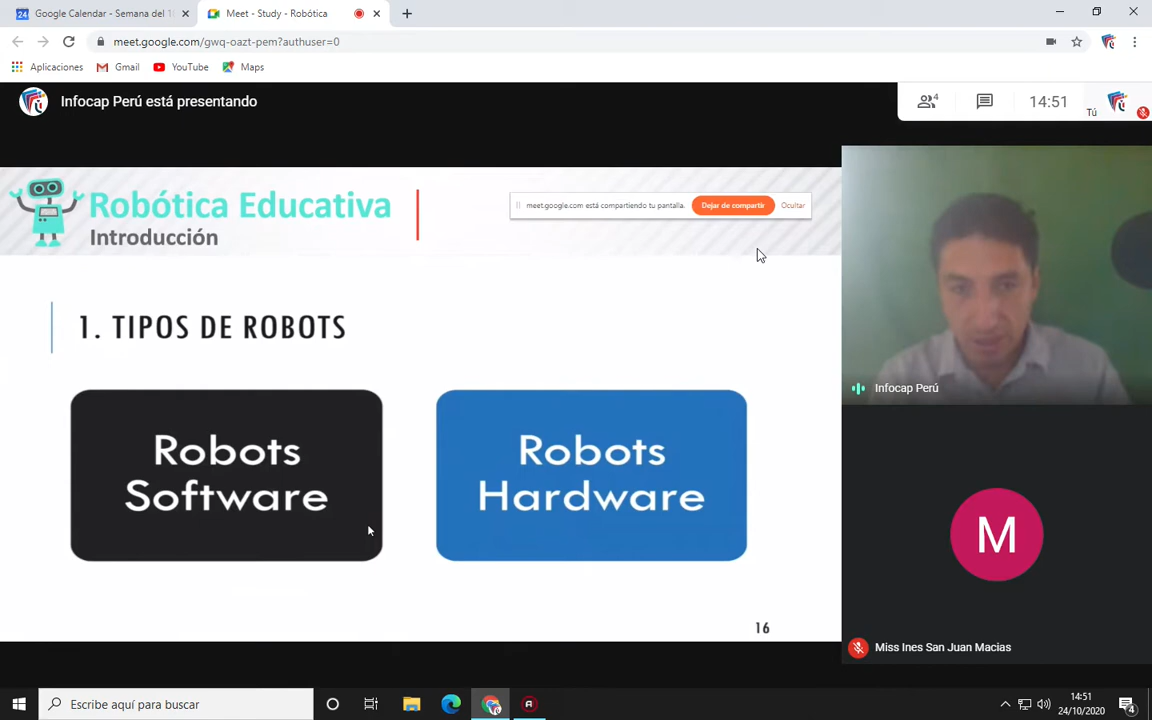 Google Calendar - Semana del 1
Meet - Study - Robótica
meet.google.com/gwq-oazt-pem?authuser=0
Aplicaciones
Gmail
YouTube
Maps
Infocap Perú está presentando
4
14:51
Tú
Robótica Educativa
Introducción
meet.google.com está compartiendo tu pantalla.
Dejar de compartir
Ocultar
1. TIPOS DE ROBOTS
Robots
Software
Robots
Hardware
16
Infocap Perú
M
Miss Ines San Juan Macias
Escribe aquí para buscar
14:51
24/10/2020
4